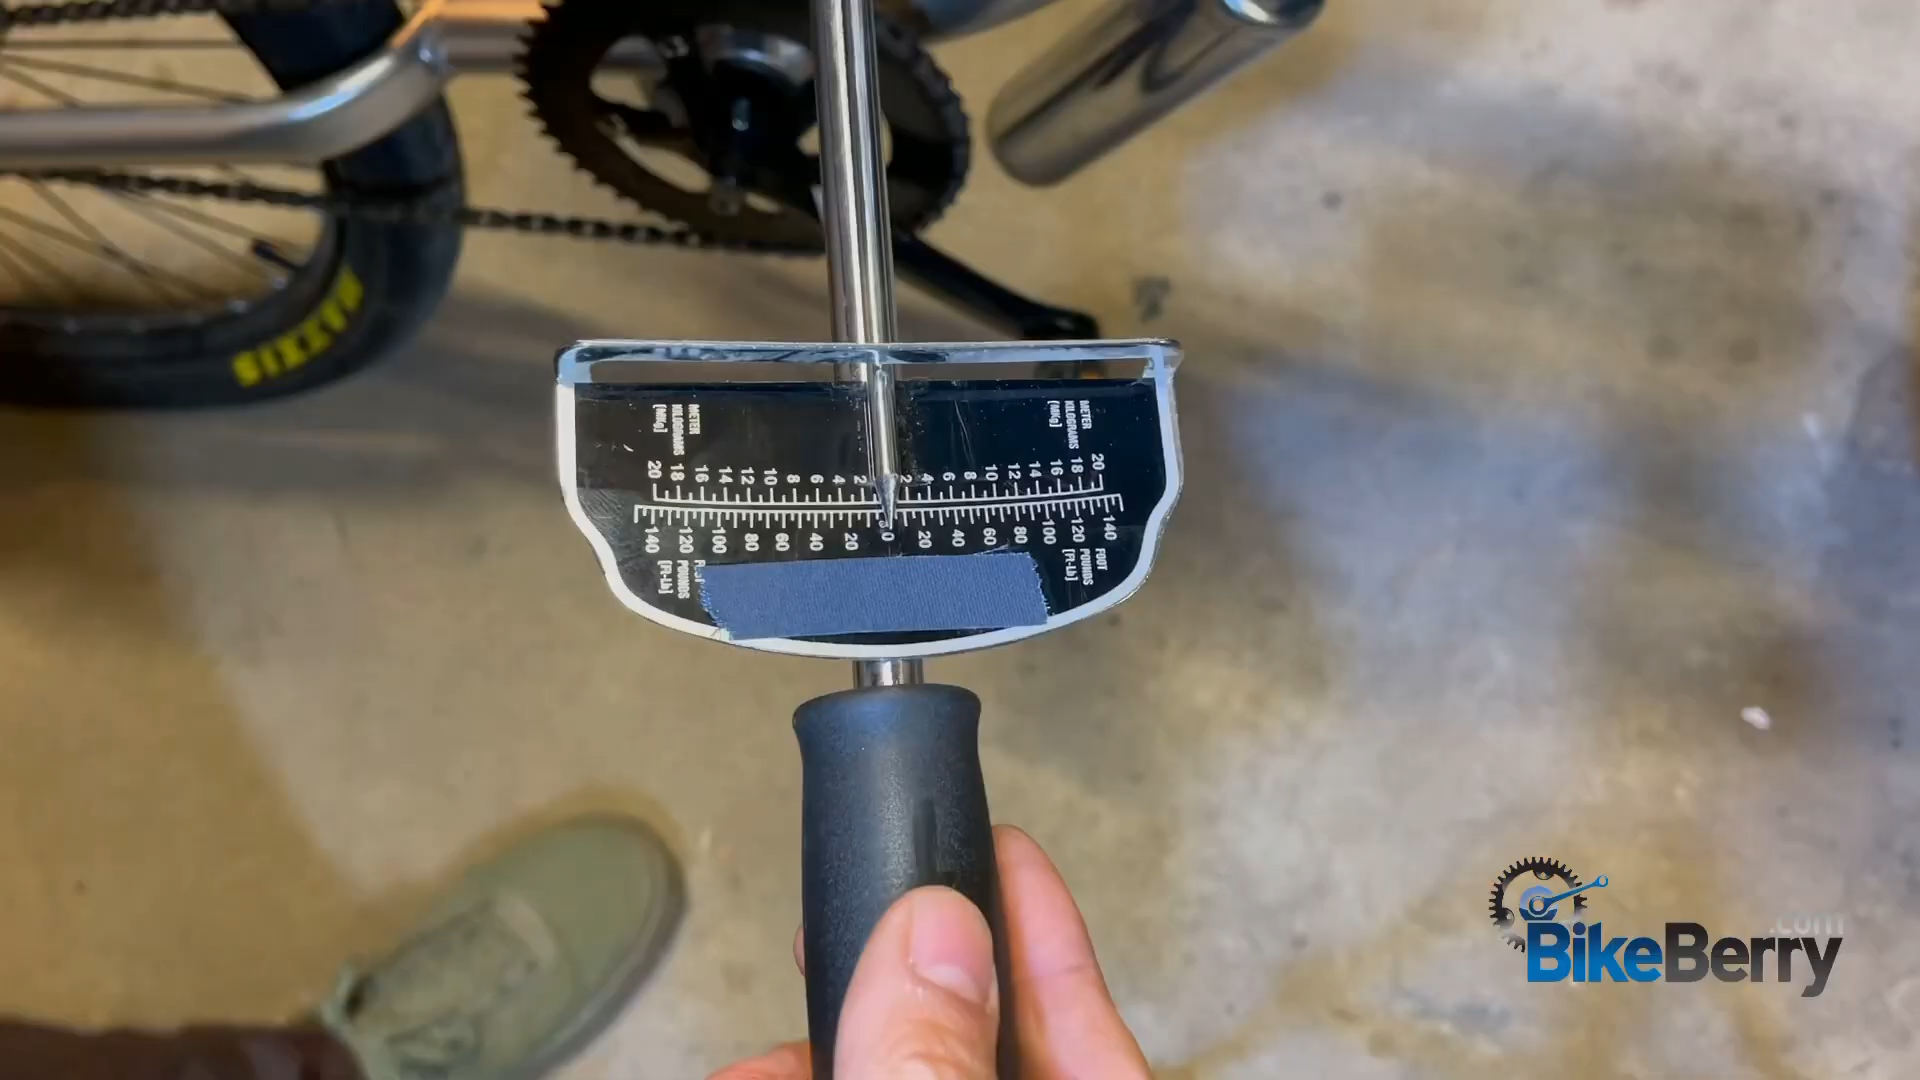 MAXXIS
METER
KILOGRAMS
[MKg]
METER
KILOGRAMS
[MKg]
20 18 16 14 12 10 8 6 4 2 2 4 6 8 10 12 14 16 18 20
140 120 100 80 60 40 20 0 20 40 60 80 100 120 140
POUNDS
[Ft-Lb]
FOOT
POUNDS
[Ft-Lb]
.com
BikeBerry